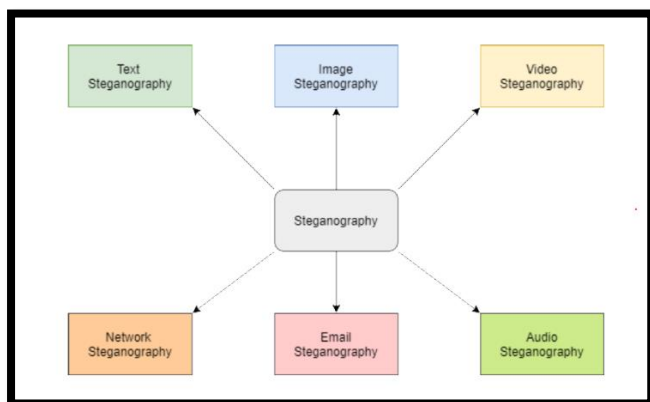 Text
Steganography
Image
Steganography
Video
Steganography
Steganography
Network
Steganography
Email
Steganography
Audio
Steganography